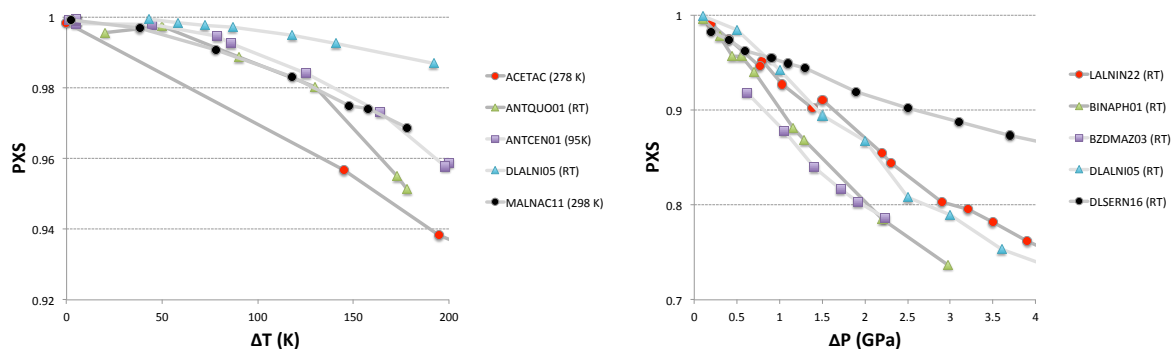 1
0.98
0.96
0.94
0.92
PXS
0
50
100
150
200
ΔT (K)
ACETAC (278 K)
ANTQUO01 (RT)
ANTCEN01 (95K)
DLALNI05 (RT)
MALNAC11 (298 K)
1
0.9
0.8
0.7
PXS
0
0.5
1
1.5
2
2.5
3
3.5
4
ΔP (GPa)
LALNIN22 (RT)
BINAPH01 (RT)
BZDMAZ03 (RT)
DLALNI05 (RT)
DLSERN16 (RT)